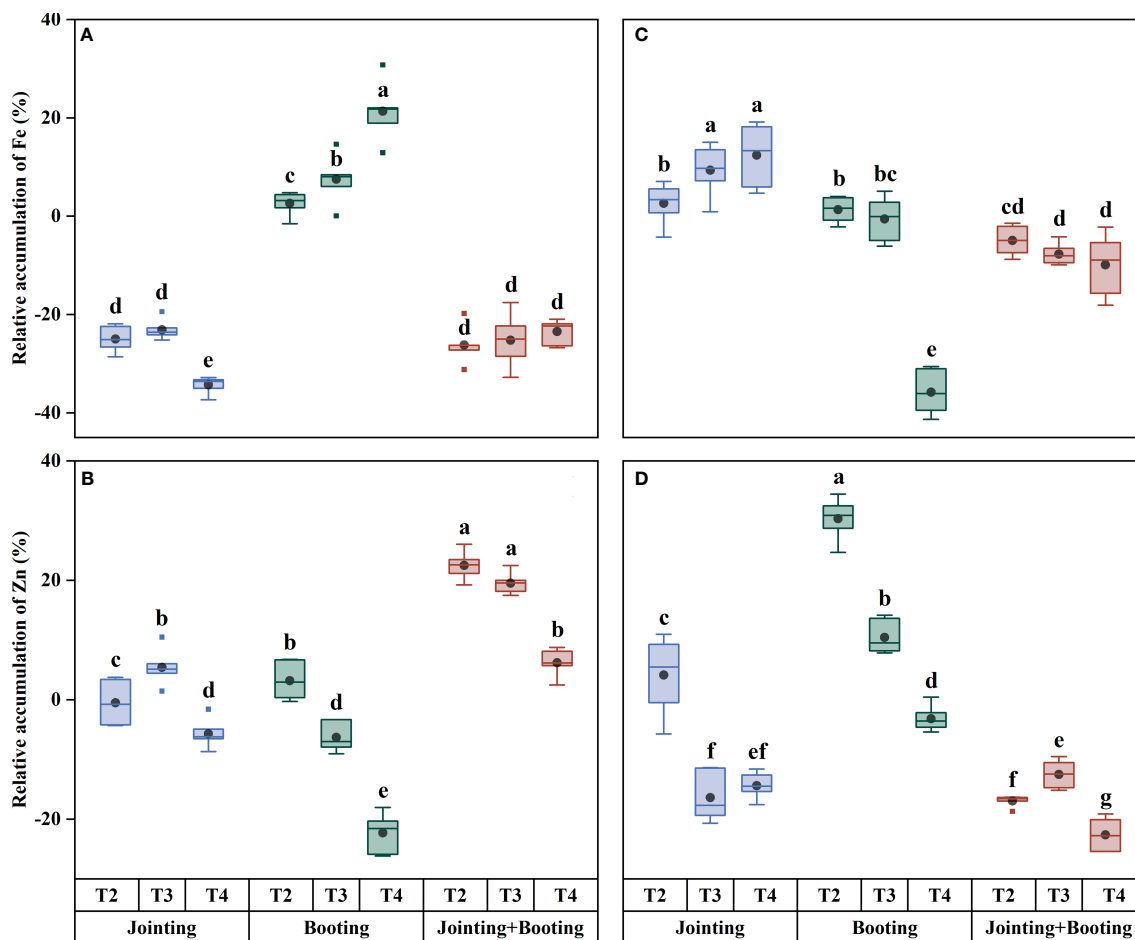 Relative accumulation of Fe (%)
40
20
0
-20
-40
A
d
d
e
c
b
a
d
d
d
C
b
a
a
b
bc
e
cd
d
d
Relative accumulation of Zn (%)
40
20
0
-20
B
c
b
d
b
d
e
a
a
b
D
c
f
ef
a
b
d
f
e
g
T2 T3 T4 T2 T3 T4 T2 T3 T4 T2 T3 T4 T2 T3 T4 T2 T3 T4
Jointing Booting Jointing+Booting Jointing Booting Jointing+Booting